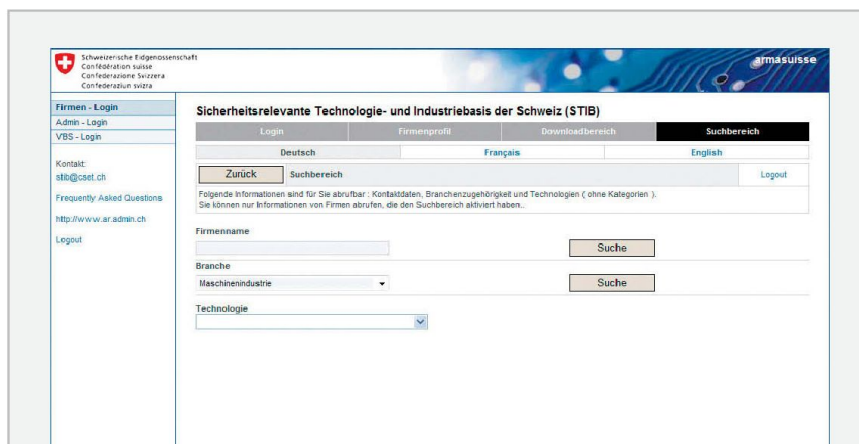 Schweizerische Eidgenossenschaft
Confédération suisse
Confederazione Svizzera
Confederaziun svizra
armasuisse
Firmen - Login
Admin - Login
VBS - Login
Kontakt:
stib@cset.ch
Frequently Asked Questions
http://www.ar.admin.ch
Logout
Sicherheitsrelevante Technologie- und Industriebasis der Schweiz (STIB)
Login Firmenprofil Downloadbereich Suchbereich
Deutsch Français English
Zurück Suchbereich Logout
Folgende Informationen sind für Sie abrufbar : Kontaktdaten, Branchenzugehörigkeit und Technologien ( ohne Kategorien ).
Sie können nur Informationen von Firmen abrufen, die den Suchbereich aktiviert haben..
Firmenname
Suche
Branche
Maschinenindustrie Suche
Technologie